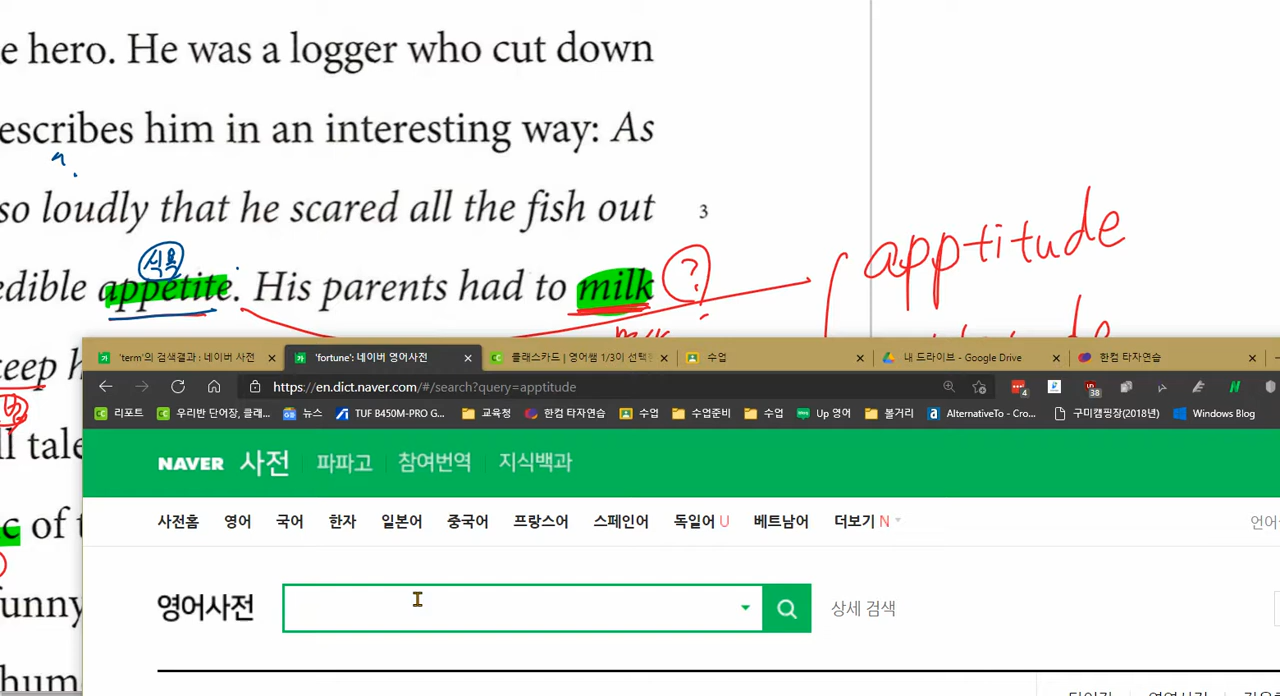 e hero. He was a logger who cut down
escribes him in an interesting way: As
so loudly that he scared all the fish out
3
apptitude
식욕
edible appetite. His parents had to milk
?
eep h
ll tale
c of t
funny
hum
'term'의 검색결과 : 네이버 사전
'fortune': 네이버 영어사전
클래스카드 | 영어쌤 1/3이 선택한
수업
내 드라이브 - Google Drive
한컴 타자연습
https://en.dict.naver.com/#/search?query=apptitude
4
38
리포트
우리반 단어장, 클래...
뉴스
TUF B450M-PRO G...
교육청
한컴 타자연습
수업
수업준비
수업
Up 영어
볼거리
AlternativeTo - Cro...
구미캠핑장(2018년)
Windows Blog
NAVER 사전 파파고 참여번역 지식백과
사전홈 영어 국어 한자 일본어 중국어 프랑스어 스페인어 독일어 U 베트남어 더보기 N
영어사전
상세 검색